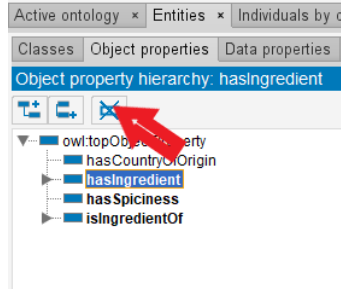 Active ontology × Entities × Individuals by
Classes Object properties Data properties
Object property hierarchy: hasIngredient
hasCountryOfOrigin
hasIngredient
hasSpiciness
isIngredientOf